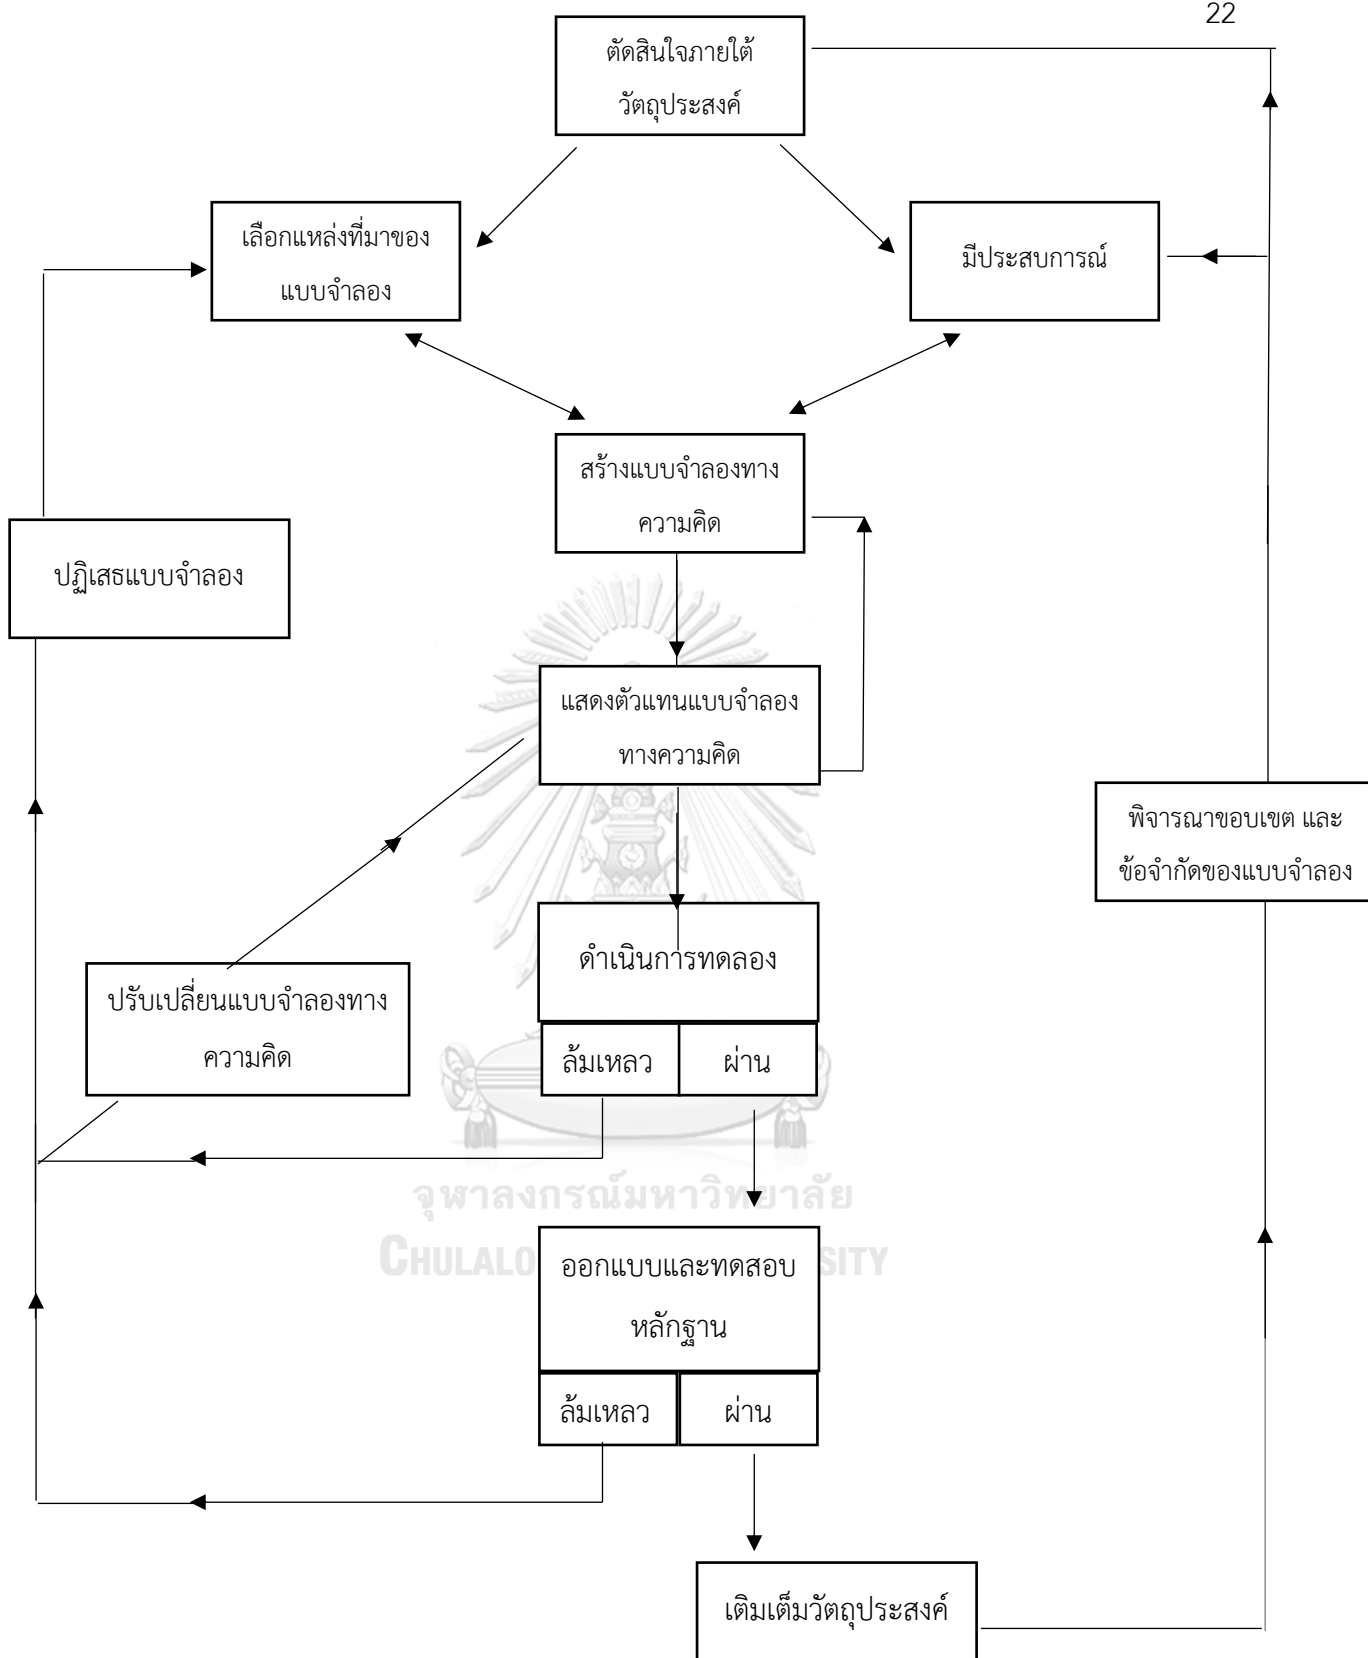 22
ตัดสินใจภายใต้
วัตถุประสงค์
เลือกแหล่งที่มาของ
แบบจำลอง
มีประสบการณ์
สร้างแบบจำลองทาง
ความคิด
ปฏิเสธแบบจำลอง
แสดงตัวแทนแบบจำลอง
ทางความคิด
พิจารณาขอบเขต และ
ข้อจำกัดของแบบจำลอง
ดำเนินการทดลอง
ปรับเปลี่ยนแบบจำลองทาง
ความคิด
ล้มเหลว
ผ่าน
จุฬาลงกรณ์มหาวิทยาลัย
CHULALO
SITY
ออกแบบและทดสอบ
หลักฐาน
ล้มเหลว
ผ่าน
เติมเต็มวัตถุประสงค์